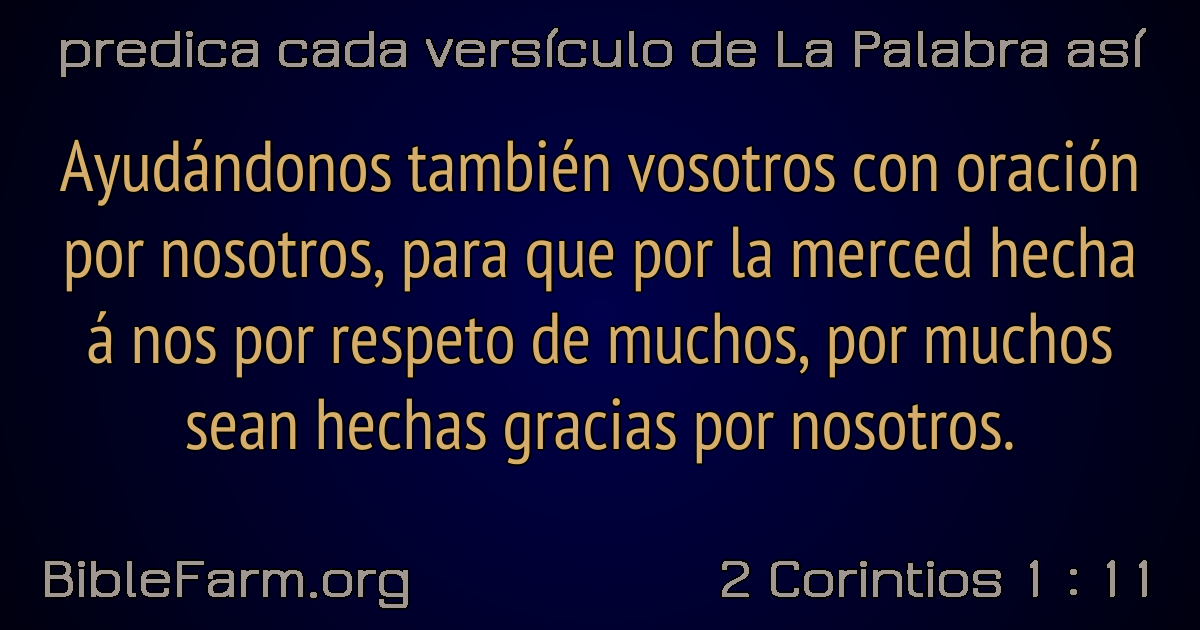 predica cada versículo de La Palabra así
Ayudándonos también vosotros con oración
por nosotros, para que por la merced hecha
á nos por respeto de muchos, por muchos
sean hechas gracias por nosotros.
BibleFarm.org
2 Corintios 1 : 11